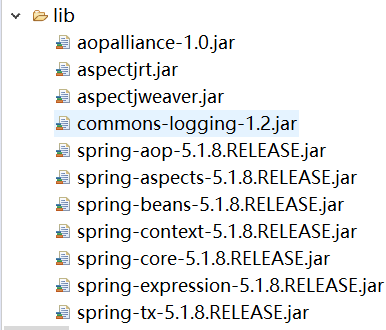 lib
aopalliance-1.0.jar
aspectjrt.jar
aspectjweaver.jar
commons-logging-1.2.jar
spring-aop-5.1.8.RELEASE.jar
spring-aspects-5.1.8.RELEASE.jar
spring-beans-5.1.8.RELEASE.jar
spring-context-5.1.8.RELEASE.jar
spring-core-5.1.8.RELEASE.jar
spring-expression-5.1.8.RELEASE.jar
spring-tx-5.1.8.RELEASE.jar